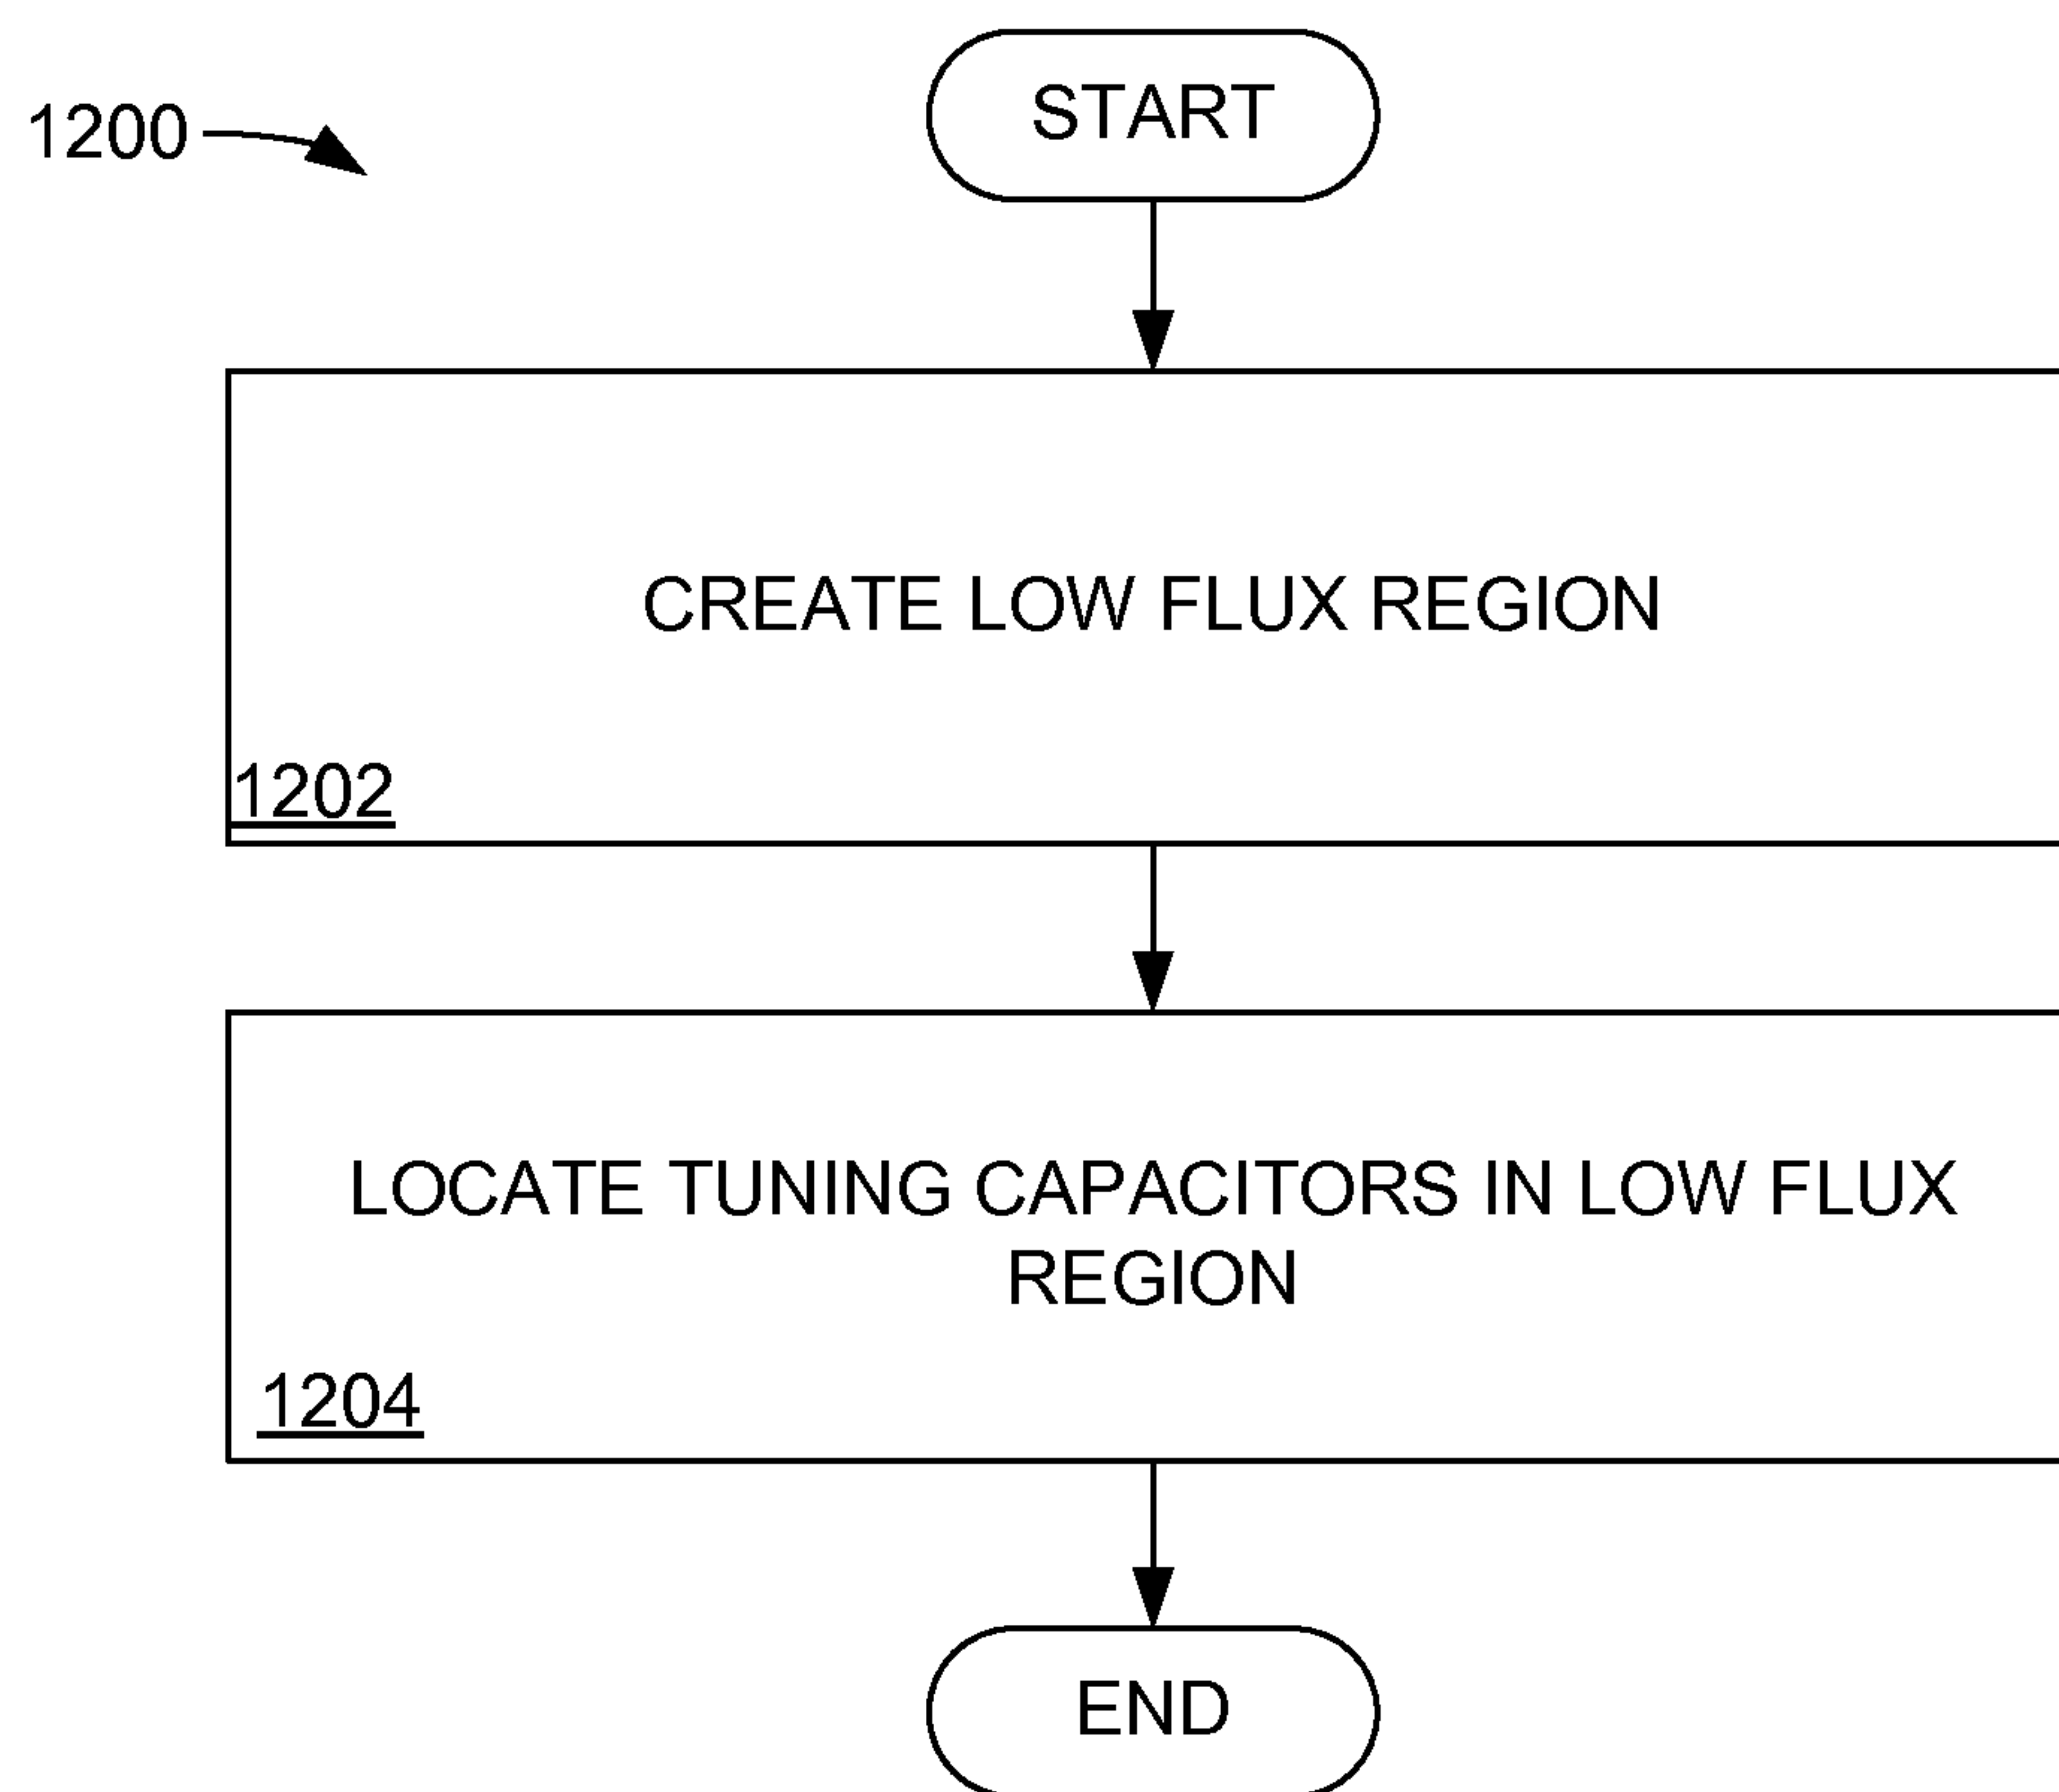 START
1200
CREATE LOW FLUX REGION
1202
LOCATE TUNING CAPACITORS IN LOW FLUX
REGION
1204
END